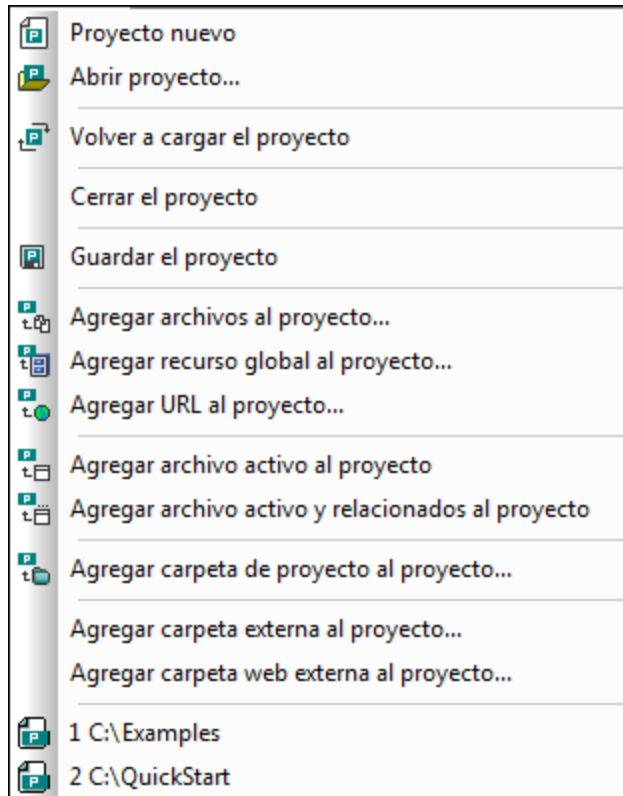 Proyecto nuevo
Abrir proyecto...
Volver a cargar el proyecto
Cerrar el proyecto
Guardar el proyecto
Agregar archivos al proyecto...
Agregar recurso global al proyecto...
Agregar URL al proyecto...
Agregar archivo activo al proyecto
Agregar archivo activo y relacionados al proyecto
Agregar carpeta de proyecto al proyecto...
Agregar carpeta externa al proyecto...
Agregar carpeta web externa al proyecto...
1 C:\Examples
2 C:\QuickStart